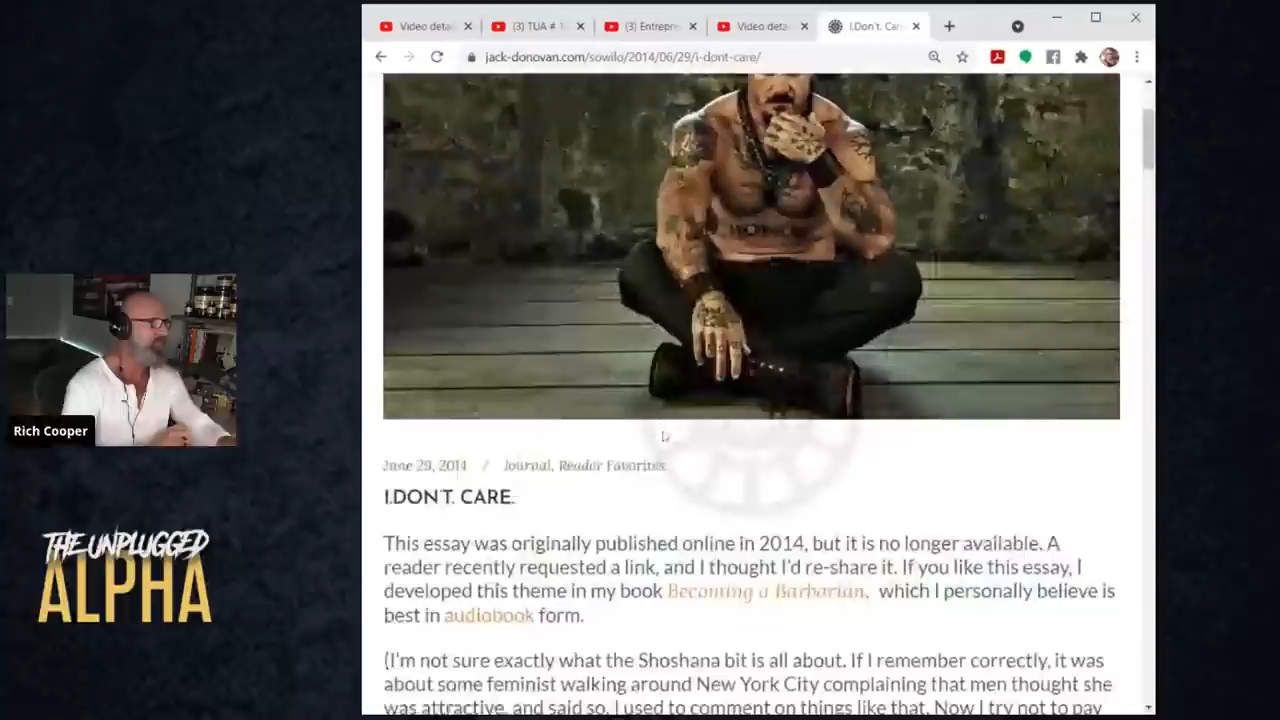 Video deta
(3) TUA # 1
(3) Entrepre
Video deta
I.Don't. Car
jack-donovan.com/sowilo/2014/06/29/i-dont-care/
Rich Cooper
THE UNPLUGGED
ALPHA
June 29, 2014 / Journal, Reader Favorites.
I.DON'T. CARE.
This essay was originally published online in 2014, but it is no longer available. A
reader recently requested a link, and I thought I'd re-share it. If you like this essay, I
developed this theme in my book Becoming a Barbarian, which I personally believe is
best in audiobook form.
(I'm not sure exactly what the Shoshana bit is all about. If I remember correctly, it was
about some feminist walking around New York City complaining that men thought she
was attractive, and said so. I used to comment on things like that. Now I try not to pay